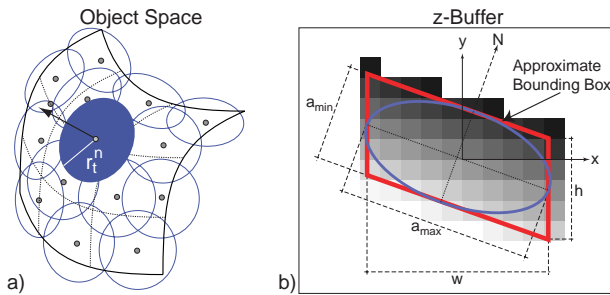 Object Space
z-Buffer
r_t^n
a)
N
y
Approximate
Bounding Box
a_min
x
h
a_max
w
b)